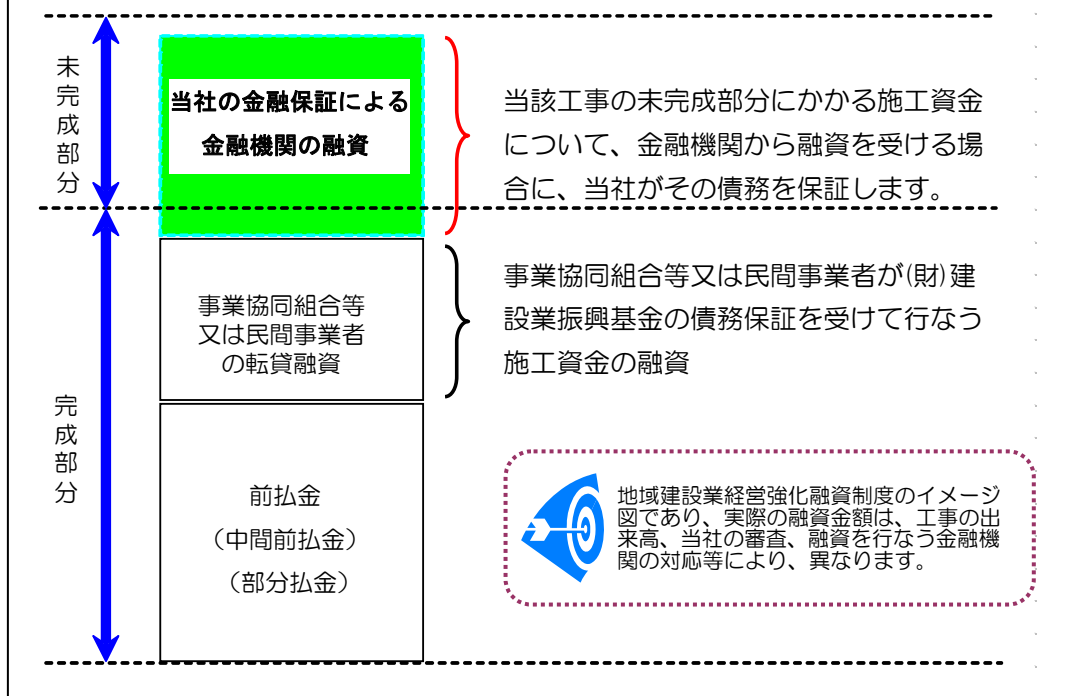 未完成部分
当社の金融保証による
金融機関の融資
当該工事の未完成部分にかかる施工資金
について、金融機関から融資を受ける場
合に、当社がその債務を保証します。
完成部分
事業協同組合等
又は民間事業者
の転貸融資
事業協同組合等又は民間事業者が(財)建
設業振興基金の債務保証を受けて行なう
施工資金の融資
前払金
（中間前払金）
（部分払金）
地域建設業経営強化融資制度のイメージ
図であり、実際の融資金額は、工事の出
来高、当社の審査、融資を行なう金融機
関の対応等により、異なります。